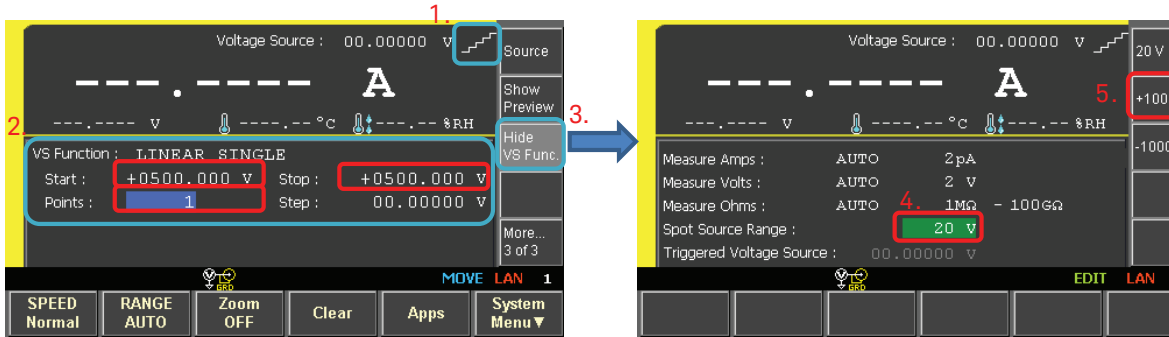 1.
Voltage Source : 00.00000 V
Source
---.---- A
Show Preview
---.---- V ----.-- °C ---.-- %RH
2.
3.
Hide VS Func.
VS Function : LINEAR SINGLE
Start : +0500.000 V Stop : +0500.000 V
Points : 1 Step : 00.00000 V
More... 3 of 3
GRD
MOVE LAN 1
SPEED Normal
RANGE AUTO
Zoom OFF
Clear
Apps
System Menu▼
Voltage Source : 00.00000 V
20 V
---.---- A
5.
+100
---.---- V ----.-- °C ---.-- %RH
-1000
Measure Amps : AUTO 2pA
Measure Volts : AUTO 2 V
Measure Ohms : AUTO 1MΩ - 100GΩ
4.
Spot Source Range : 20 V
Triggered Voltage Source : 00.00000 V
GRD
EDIT LAN